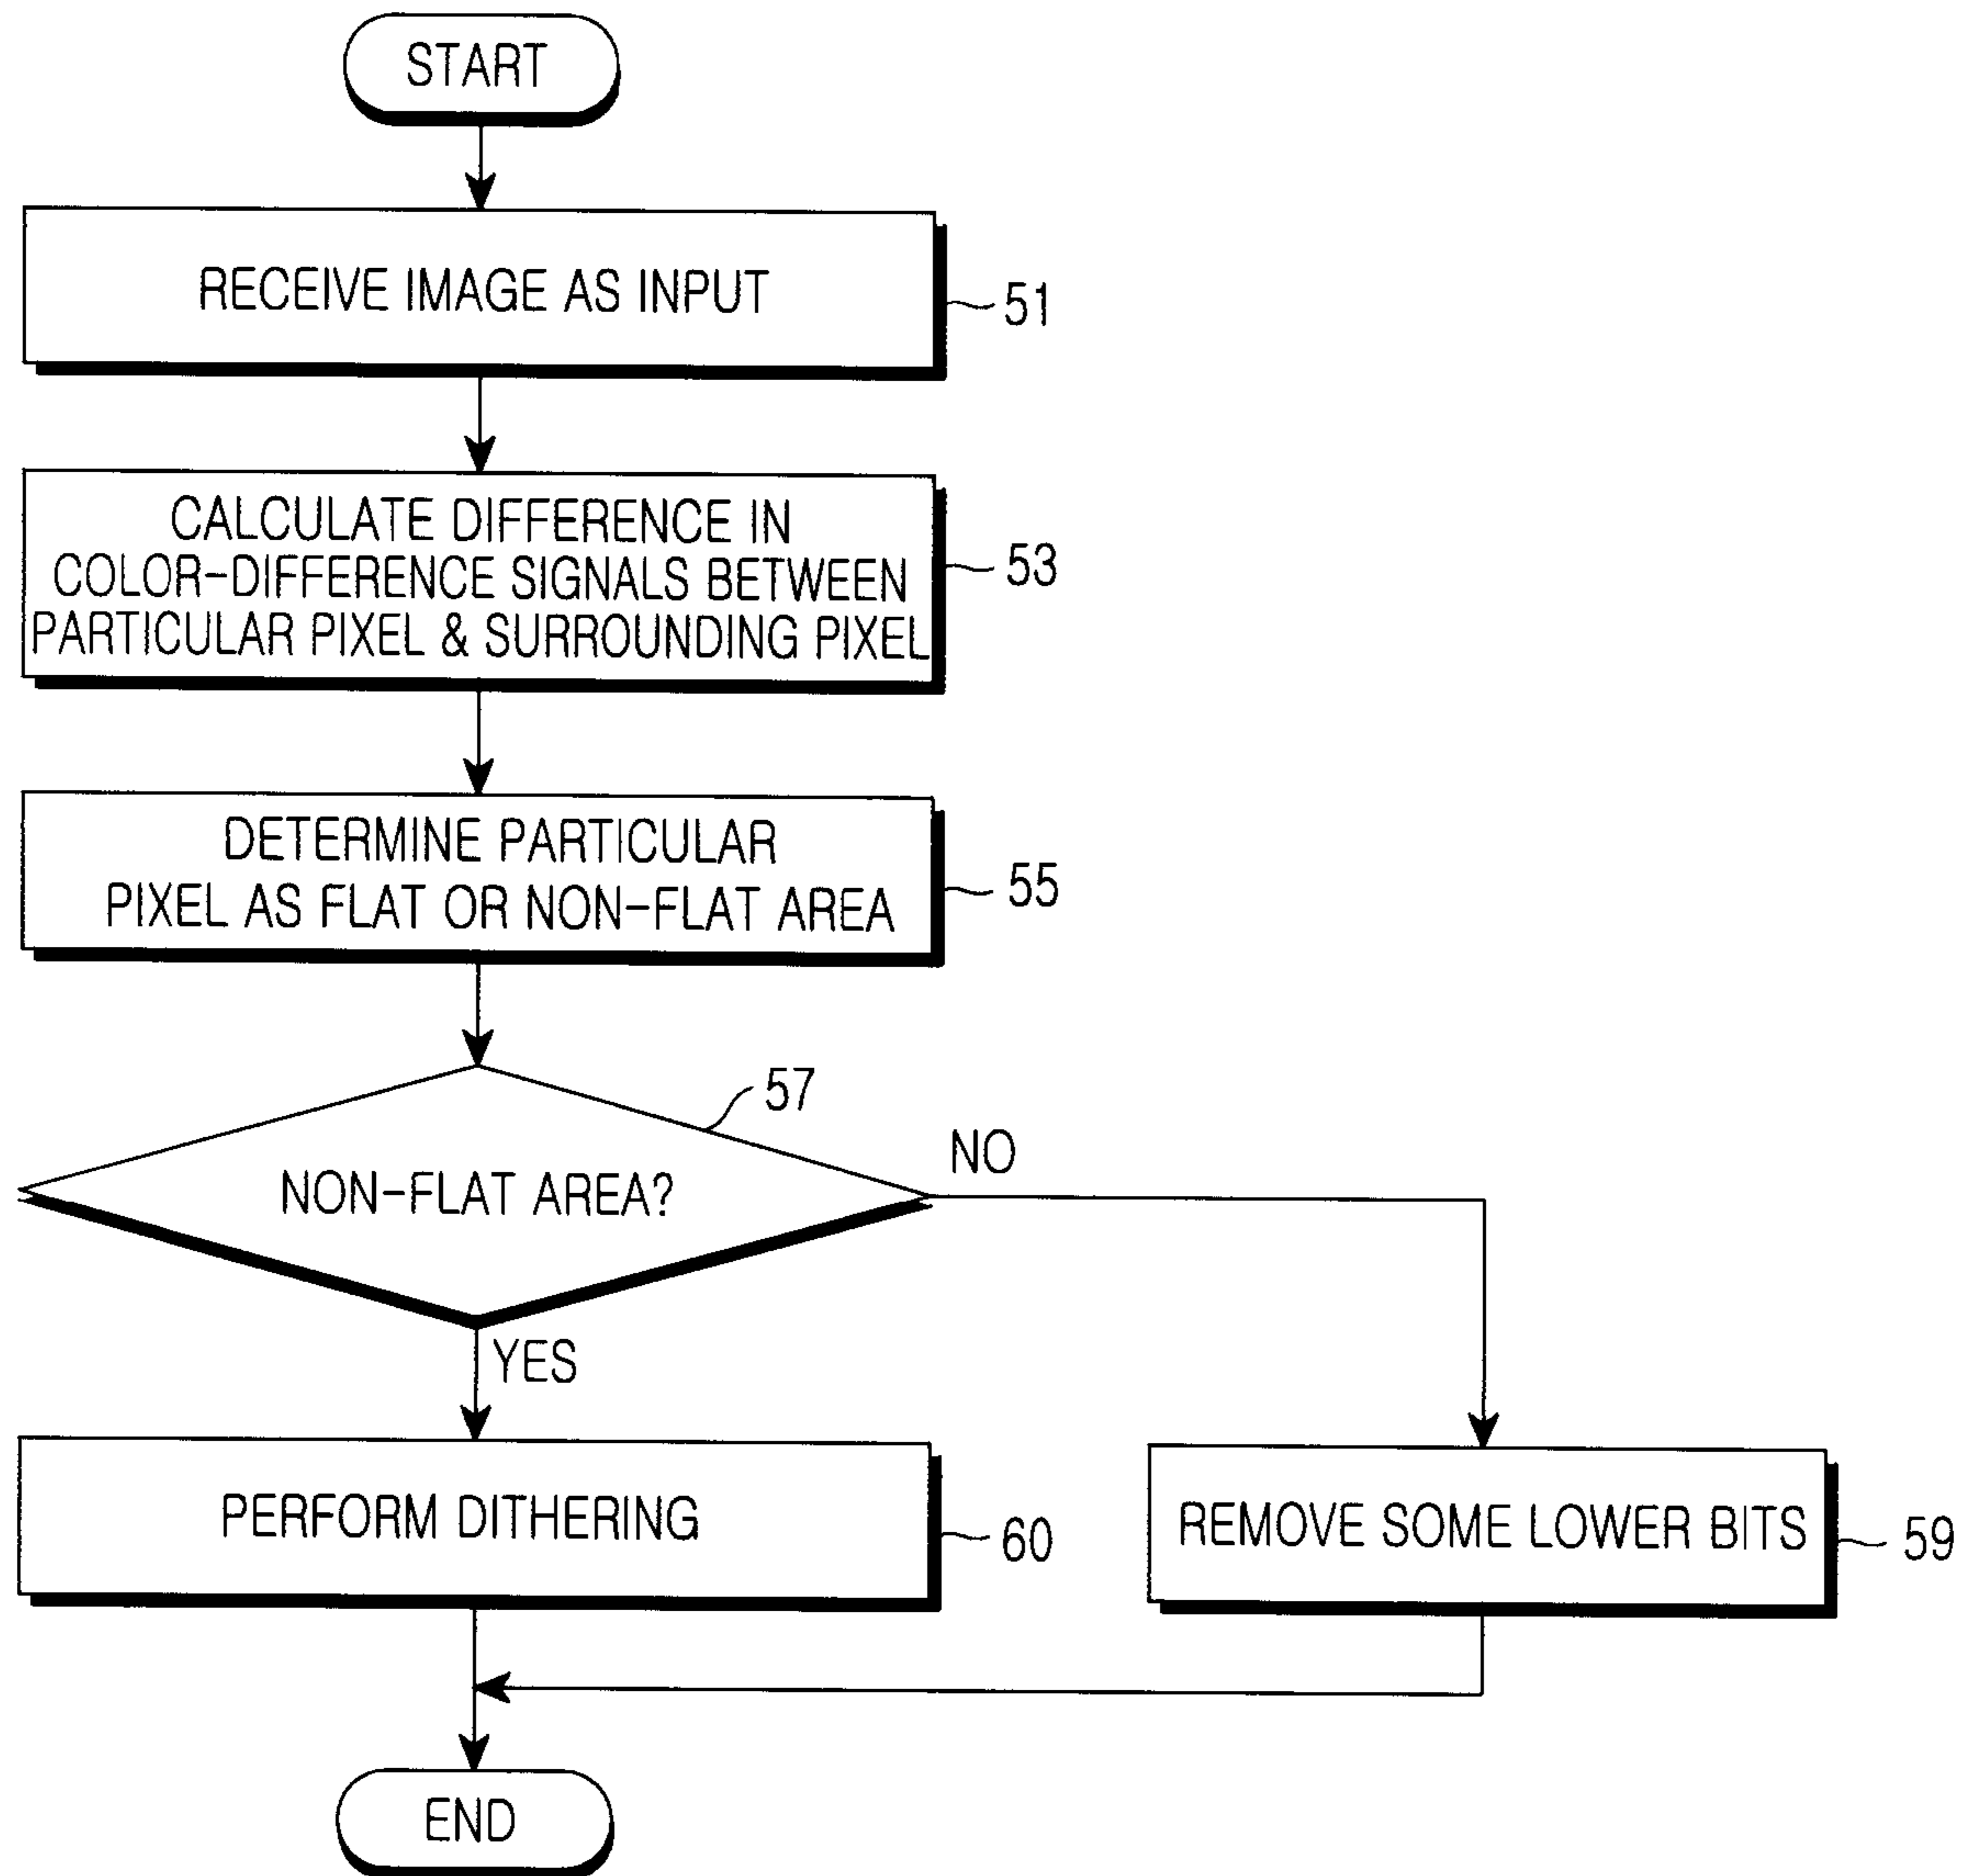 START
RECEIVE IMAGE AS INPUT
51
CALCULATE DIFFERENCE IN
COLOR-DIFFERENCE SIGNALS BETWEEN
PARTICULAR PIXEL & SURROUNDING PIXEL
53
DETERMINE PARTICULAR
PIXEL AS FLAT OR NON-FLAT AREA
55
57
NON-FLAT AREA?
NO
YES
PERFORM DITHERING
60
REMOVE SOME LOWER BITS
59
END